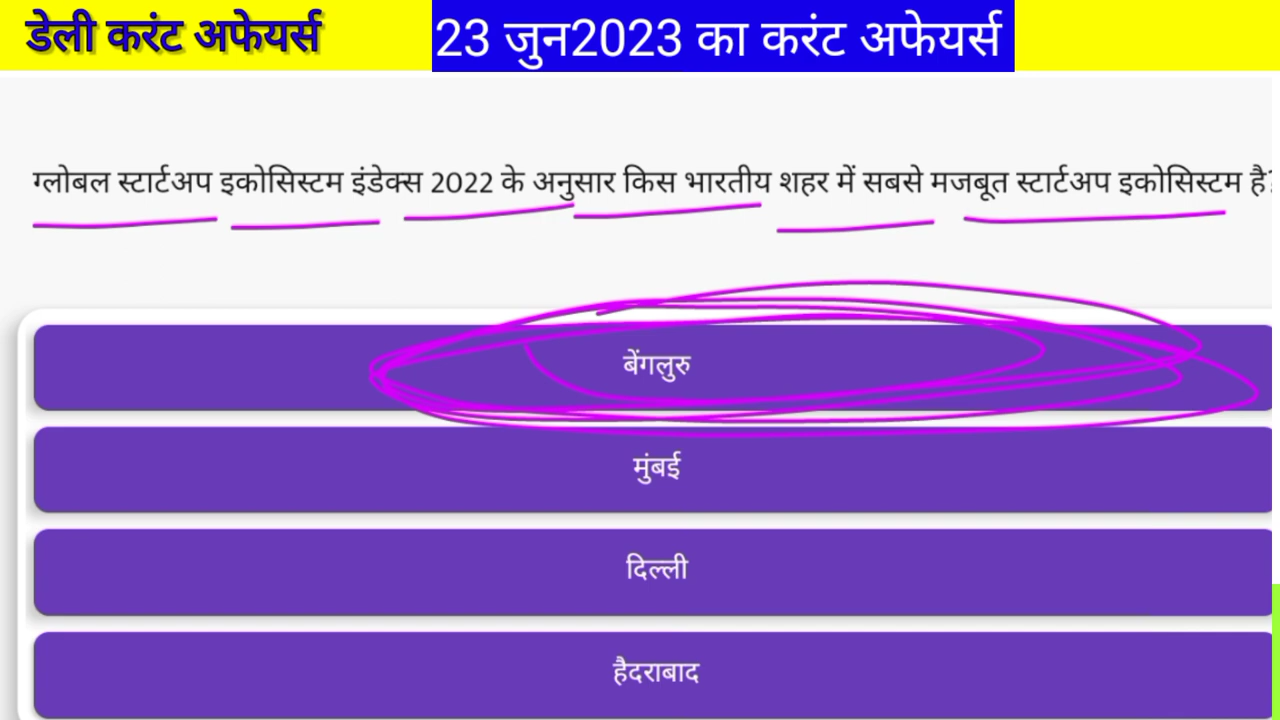 डेली करंट अफेयर्स
23 जुन2023 का करंट अफेयर्स
ग्लोबल स्टार्टअप इकोसिस्टम इंडेक्स 2022 के अनुसार किस भारतीय शहर में सबसे मजबूत स्टार्टअप इकोसिस्टम है?
बेंगलुरु
मुंबई
दिल्ली
हैदराबाद